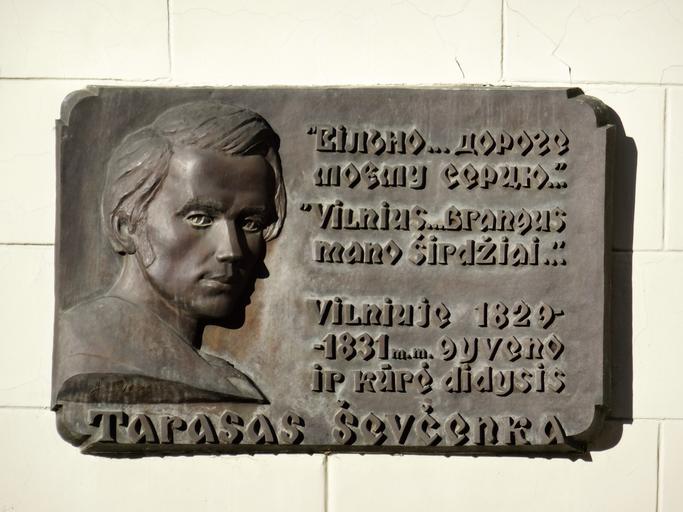 "Вільно... дороге
моєму серцю..."
"Vilnius... brangus
mano širdžiai..."
Vilniuje 1829-
-1831 m.m. gyveno
ir kūrė didysis
Tarasas Ševčenka